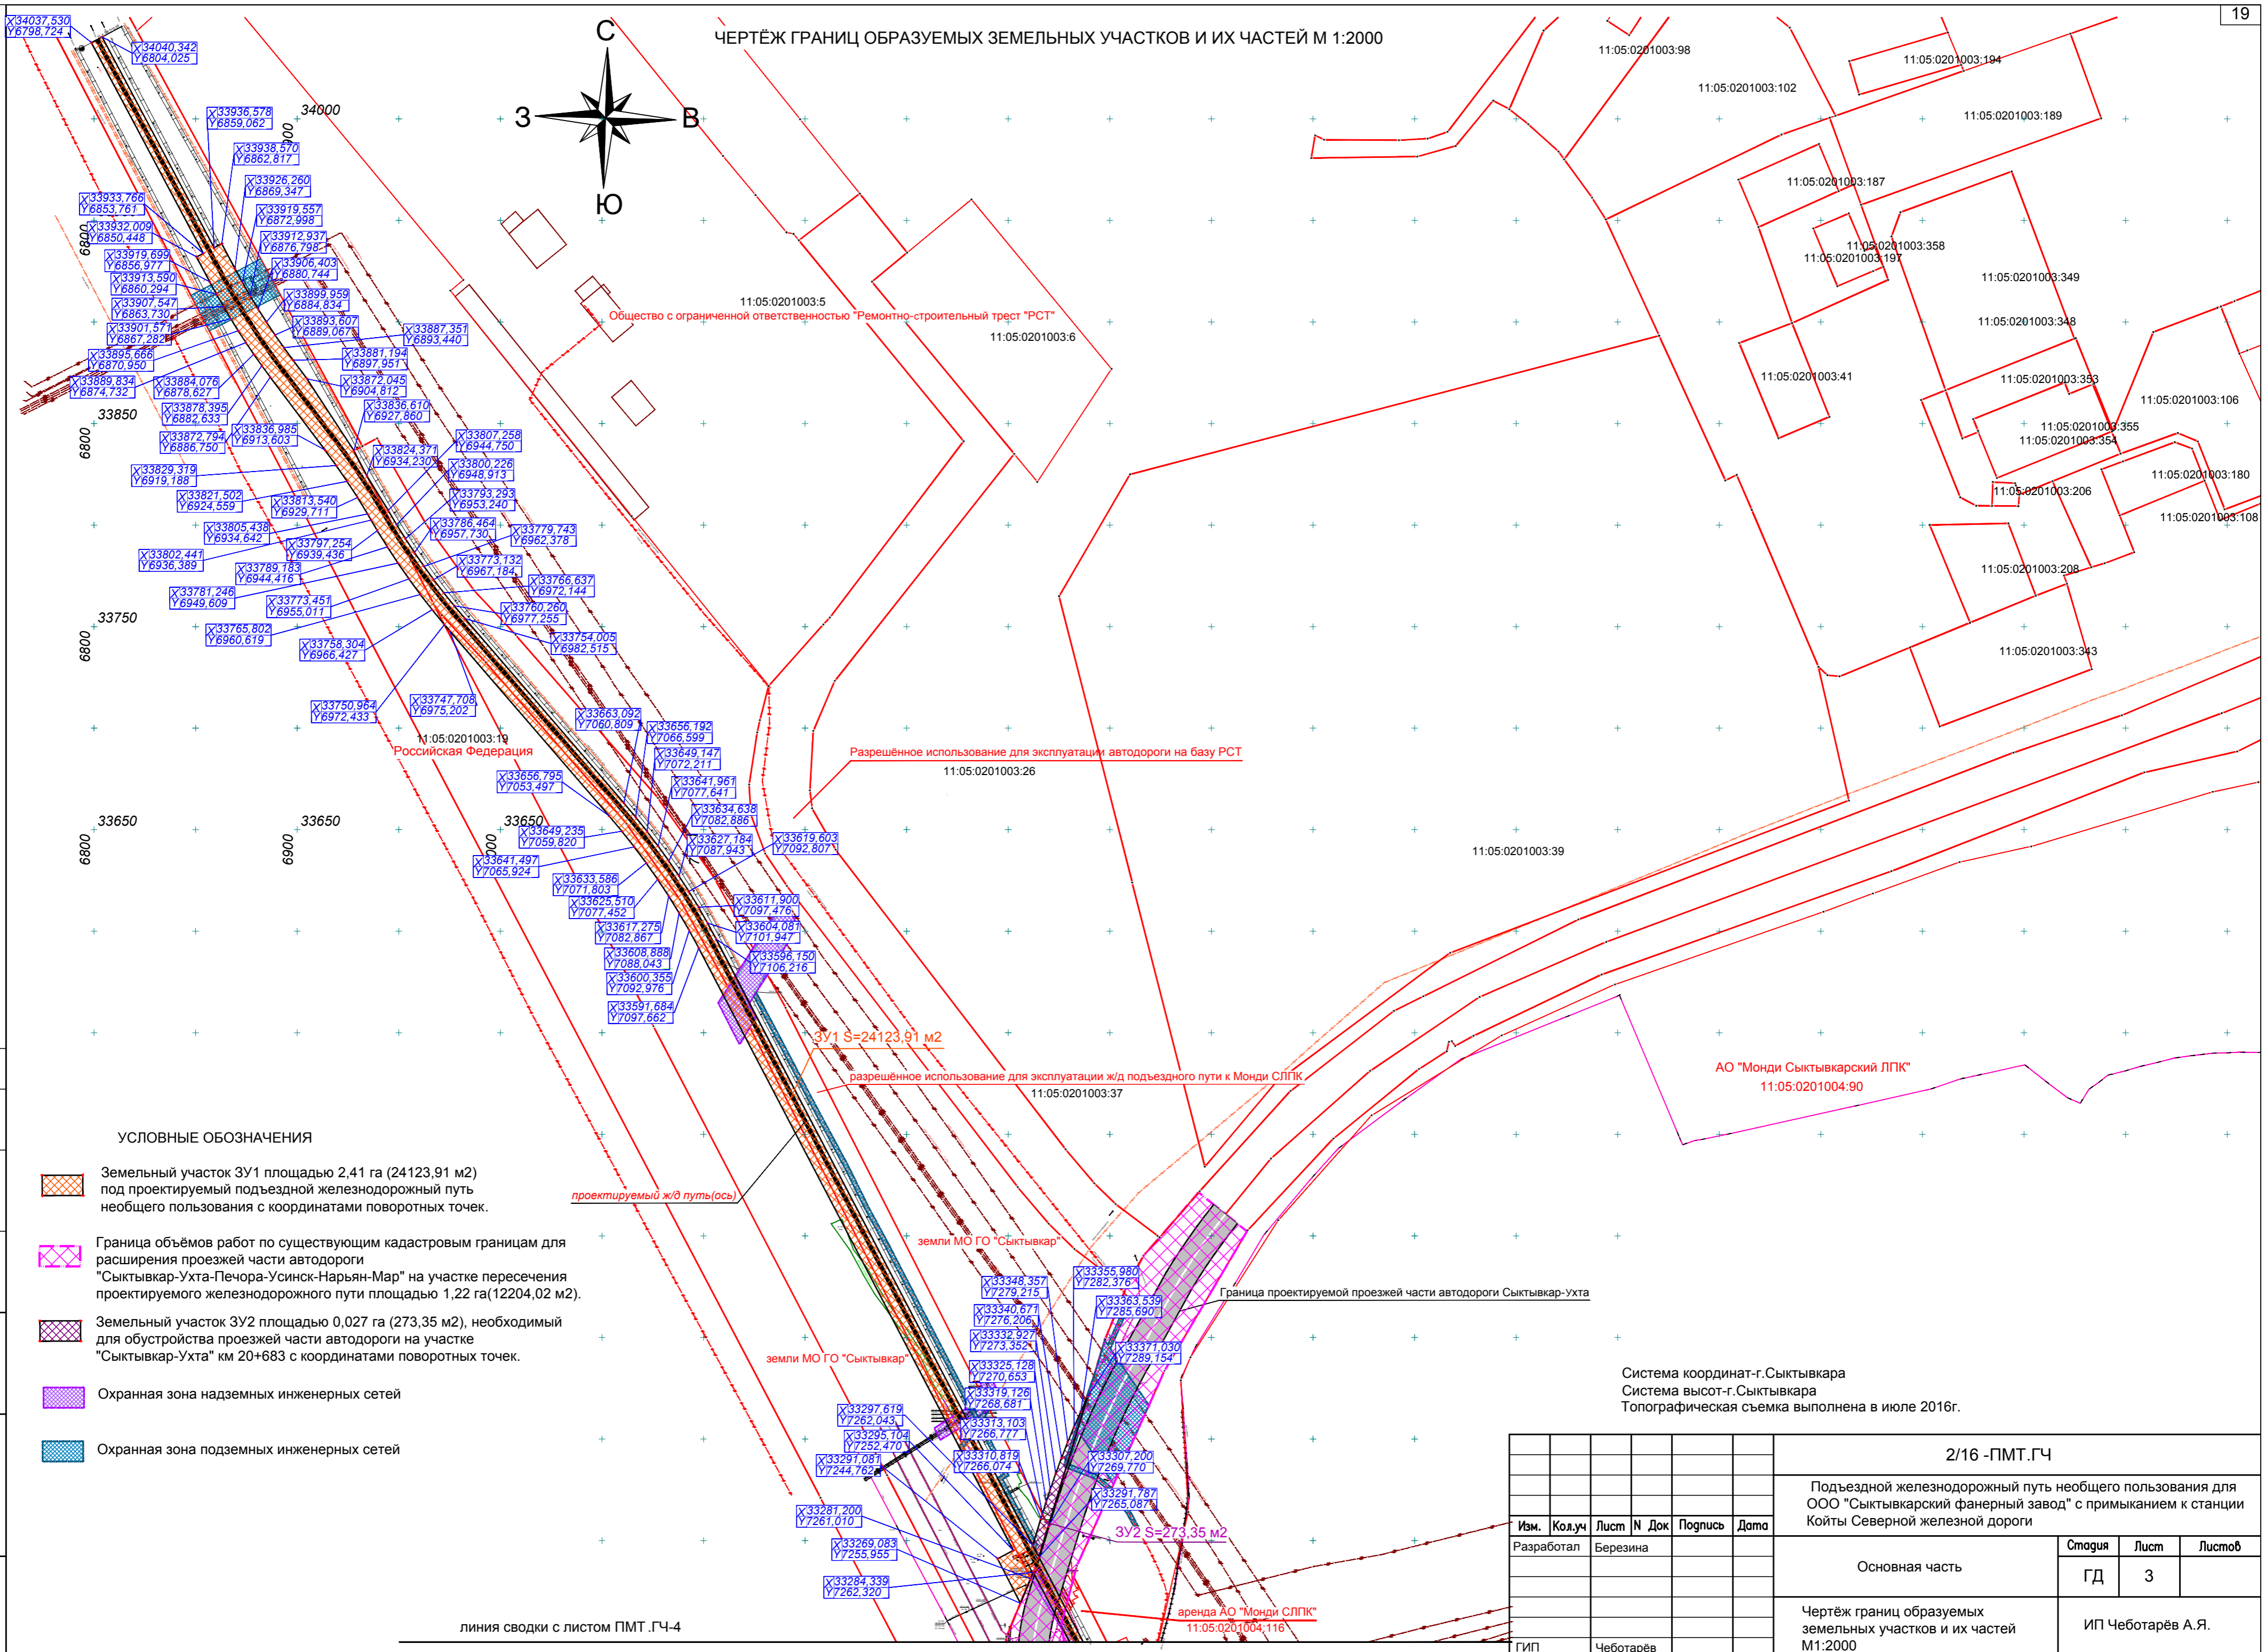 19
ЧЕРТЁЖ ГРАНИЦ ОБРАЗУЕМЫХ ЗЕМЕЛЬНЫХ УЧАСТКОВ И ИХ ЧАСТЕЙ М 1:2000
С
З
В
Ю
X34037,530
Y6798,724
X34040,342
Y6804,025
X33936,578
Y6859,062
34000
6900
X33938,570
Y6862,817
X33926,260
Y6869,347
X33933,766
Y6853,761
X33919,557
Y6872,998
X33932,009
Y6850,448
6800
X33912,937
Y6876,798
X33919,699
Y6856,977
X33906,403
Y6880,744
X33913,590
Y6860,294
X33899,959
Y6884,834
X33907,547
Y6863,730
X33893,607
Y6889,067
X33887,351
Y6893,440
X33901,571
Y6867,282
X33895,666
Y6870,950
X33881,194
Y6897,951
X33889,834
Y6874,732
X33884,076
Y6878,627
X33872,045
Y6904,812
X33878,395
Y6882,633
X33836,610
Y6927,860
33850
6800
X33872,794
Y6886,750
X33836,985
Y6913,603
X33807,258
Y6944,750
X33824,371
Y6934,230
X33829,319
Y6919,188
X33800,226
Y6948,913
X33821,502
Y6924,559
X33813,540
Y6929,711
X33793,293
Y6953,240
X33805,438
Y6934,642
X33786,464
Y6957,730
X33779,743
Y6962,378
X33802,441
Y6936,389
X33797,254
Y6939,436
X33773,132
Y6967,184
X33789,183
Y6944,416
X33766,637
Y6972,144
X33781,246
Y6949,609
X33773,451
Y6955,011
X33760,260
Y6977,255
33750
6800
X33765,802
Y6960,619
X33758,304
Y6966,427
X33754,005
Y6982,515
X33750,964
Y6972,433
X33747,708
Y6975,202
11:05:0201003:19
Российская Федерация
X33663,092
Y7060,809
X33656,192
Y7066,599
X33649,147
Y7072,211
X33656,795
Y7053,497
X33641,961
Y7077,641
X33634,638
Y7082,886
33650
6800
33650
6900
33650
X33649,235
Y7059,820
X33627,184
Y7087,943
X33619,603
Y7092,807
X33641,497
Y7065,924
X33633,586
Y7071,803
X33625,510
Y7077,452
X33611,900
Y7097,476
X33617,275
Y7082,867
X33604,081
Y7101,947
X33608,888
Y7088,043
X33596,150
Y7106,216
X33600,355
Y7092,976
X33591,684
Y7097,662
11:05:0201003:5
Общество с ограниченной ответственностью "Ремонтно-строительный трест "РСТ"
11:05:0201003:6
11:05:0201003:98
11:05:0201003:194
11:05:0201003:102
11:05:0201003:189
11:05:0201003:187
11:05:0201003:358
11:05:0201003:197
11:05:0201003:349
11:05:0201003:348
11:05:0201003:41
11:05:0201003:353
11:05:0201003:106
11:05:0201003:355
11:05:0201003:354
11:05:0201003:180
11:05:0201003:206
11:05:0201003:108
11:05:0201003:208
11:05:0201003:343
Разрешённое использование для эксплуатации автодороги на базу РСТ
11:05:0201003:26
11:05:0201003:39
ЗУ1 S=24123,91 м2
разрешённое использование для эксплуатации ж/д подъездного пути к Монди СЛПК
11:05:0201003:37
АО "Монди Сыктывкарский ЛПК"
11:05:0201004:90
проектируемый ж/д путь(ось)
земли МО ГО "Сыктывкар"
земли МО ГО "Сыктывкар"
Граница проектируемой проезжей части автодороги Сыктывкар-Ухта
X33355,980
Y7282,376
X33348,357
Y7279,215
X33363,539
Y7285,690
X33340,671
Y7276,206
X33332,927
Y7273,352
X33371,030
Y7289,154
X33325,128
Y7270,653
X33319,126
Y7268,681
X33297,619
Y7262,043
X33313,103
Y7266,777
X33295,104
Y7252,470
X33310,819
Y7266,074
X33307,200
Y7269,770
X33291,081
Y7244,762
X33291,787
Y7265,087
X33281,200
Y7261,010
ЗУ2 S=273,35 м2
X33269,083
Y7255,955
X33284,339
Y7262,320
аренда АО "Монди СЛПК"
11:05:0201004:116
линия сводки с листом ПМТ.ГЧ-4
УСЛОВНЫЕ ОБОЗНАЧЕНИЯ
Земельный участок ЗУ1 площадью 2,41 га (24123,91 м2)
под проектируемый подъездной железнодорожный путь
необщего пользования с координатами поворотных точек.
Граница объёмов работ по существующим кадастровым границам для
расширения проезжей части автодороги
"Сыктывкар-Ухта-Печора-Усинск-Нарьян-Мар" на участке пересечения
проектируемого железнодорожного пути площадью 1,22 га(12204,02 м2).
Земельный участок ЗУ2 площадью 0,027 га (273,35 м2), необходимый
для обустройства проезжей части автодороги на участке
"Сыктывкар-Ухта" км 20+683 с координатами поворотных точек.
Охранная зона надземных инженерных сетей
Охранная зона подземных инженерных сетей
Система координат-г.Сыктывкара
Система высот-г.Сыктывкара
Топографическая съемка выполнена в июле 2016г.
2/16 -ПМТ.ГЧ
Подъездной железнодорожный путь необщего пользования для
ООО "Сыктывкарский фанерный завод" с примыканием к станции
Койты Северной железной дороги
Изм. Кол.уч Лист N Док Подпись Дата
Разработал Березина
Основная часть
Стадия Лист Листов
ГД 3
Чертёж границ образуемых
земельных участков и их частей
М1:2000
ИП Чеботарёв А.Я.
ГИП Чеботарёв